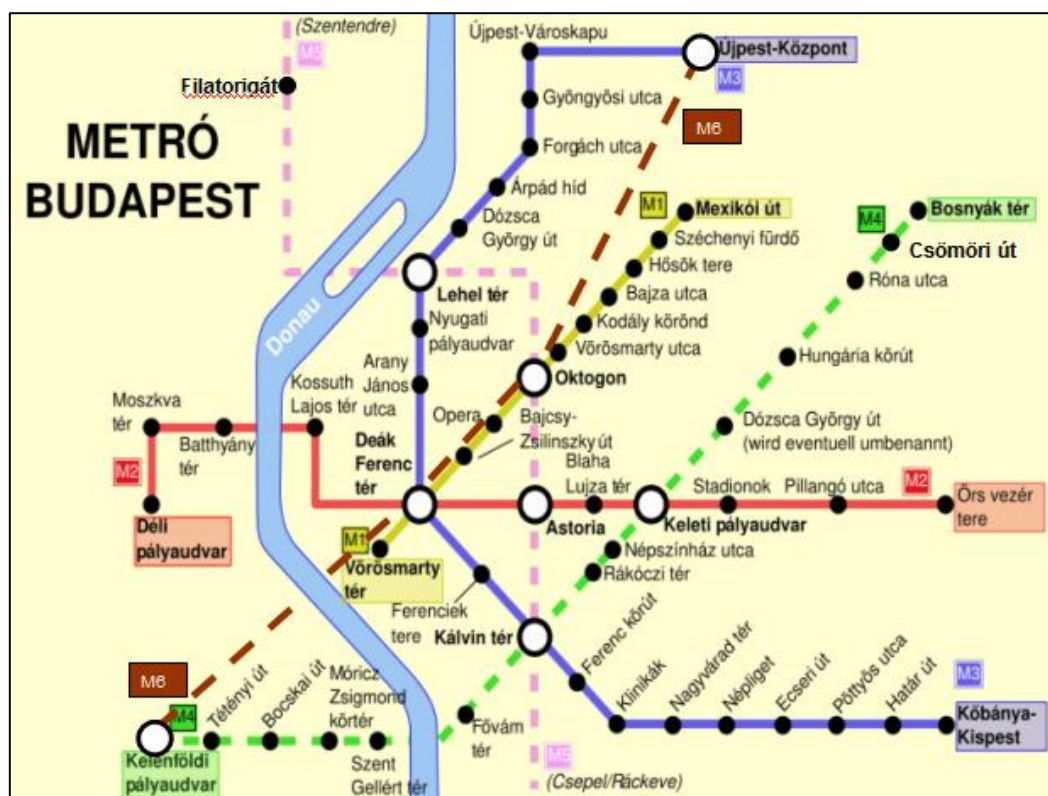 (Szentendre)
M5
Filatorigát
METRÓ
BUDAPEST
Újpest-Városkapu
Újpest-Központ
M3
Gyöngyösi utca
M6
Forgách utca
Árpád híd
Dózsca
György út
M1
Mexikói út
Széchenyi fürdő
Hősök tere
Bajza utca
Kodály körönd
Vörösmarty utca
M4
Bosnyák tér
Csömöri út
Róna utca
Hungária körút
Dózsca György út
(wird eventuell umbenannt)
Donau
Lehel tér
Nyugati
pályaudvar
Arany
János
utca
Oktogon
Opera
Bajcsy-
Zsilinszky út
Moszkva
tér
Batthyány
tér
Kossuth
Lajos tér
Deák
Ferenc
tér
M2
Déli
pályaudvar
Blaha
Lujza tér
Astoria
Keleti pályaudvar
Stadionok
Pillangó utca
M2
Örs vezér
tere
M1
Vörösmarty
tér
Népszínház utca
Rákóczi tér
Ferenciek
tere
Kálvin tér
Ferenc körút
Klinikák
Nagyvárad tér
Népliget
Ecseri út
Pöttyös utca
Határ út
M3
Kőbánya-
Kispest
M6
M4
Kelenföldi
pályaudvar
Tétényi út
Bocskai út
Móricz
Zsigmond
körtér
Szent
Gellért tér
Fővám
tér
M5
(Csepel/Ráckeve)